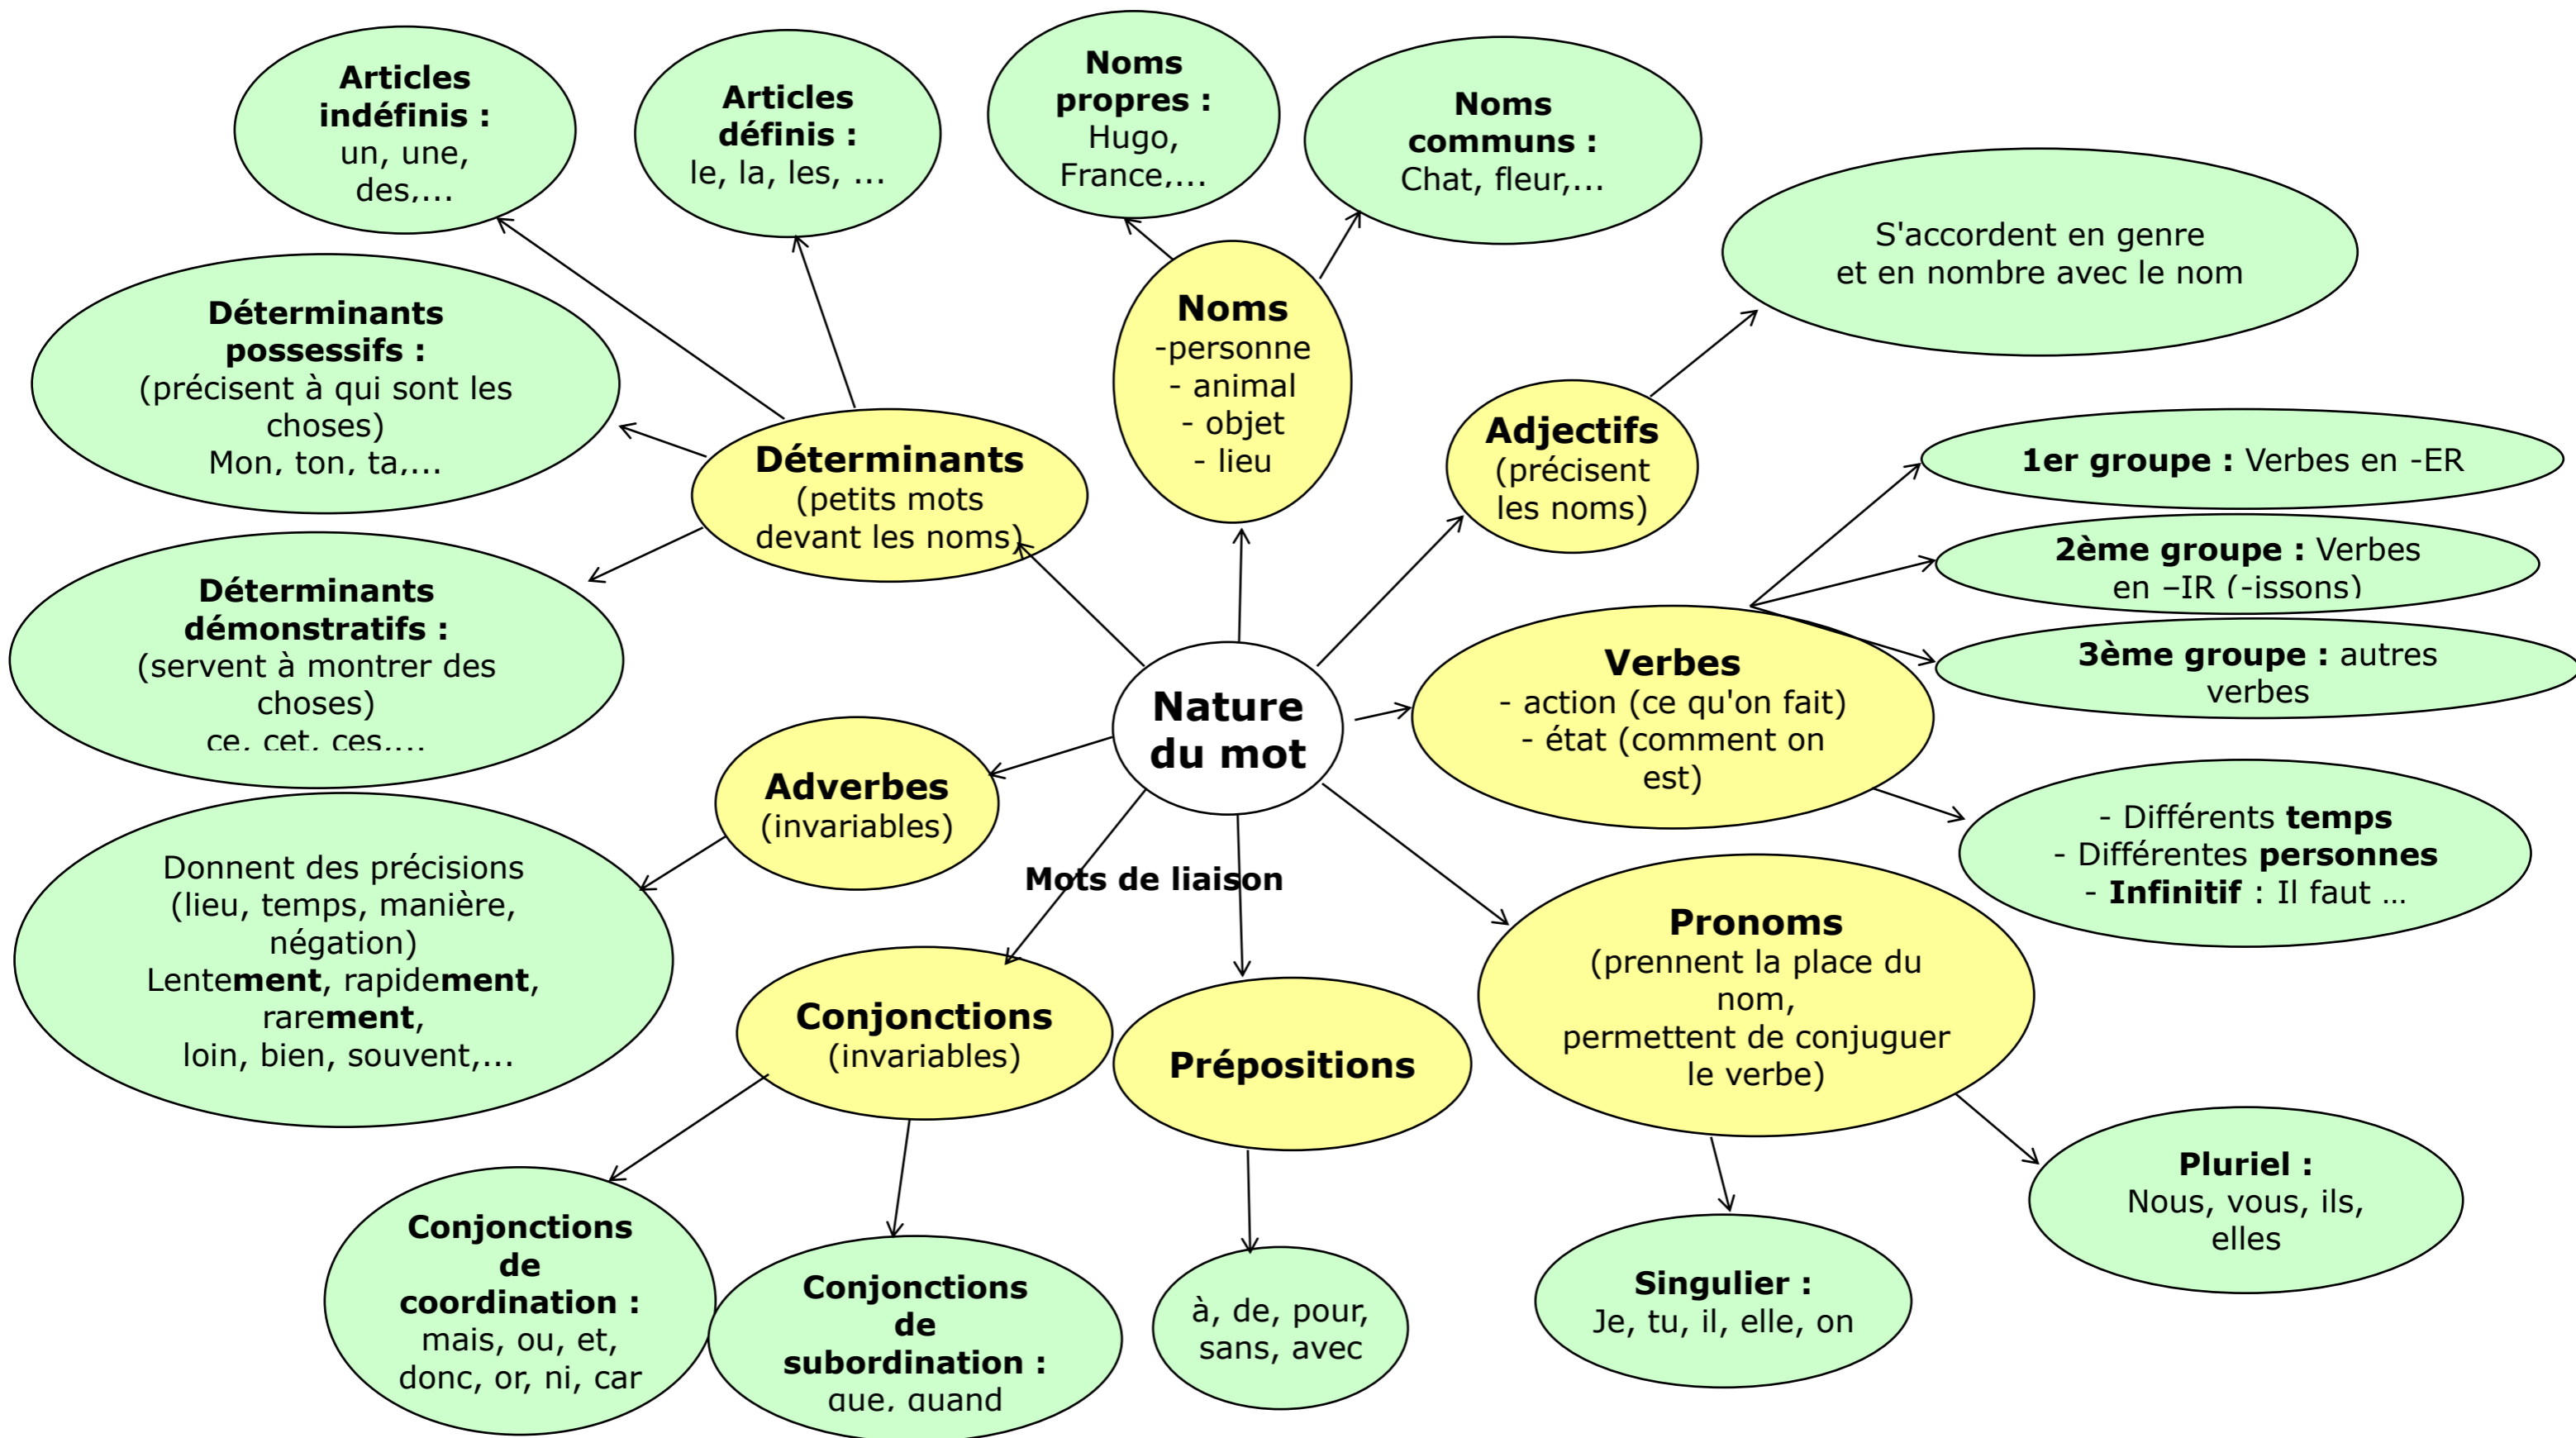 Articles
indéfinis :
un, une,
des,...
Articles
définis :
le, la, les, ...
Noms
propres :
Hugo,
France,...
Noms
communs :
Chat, fleur,...
S'accordent en genre
et en nombre avec le nom
Déterminants
possessifs :
(précisent à qui sont les
choses)
Mon, ton, ta,...
Noms
-personne
- animal
- objet
- lieu
Déterminants
(petits mots
devant les noms)
Adjectifs
(précisent
les noms)
1er groupe : Verbes en -ER
2ème groupe : Verbes
en –IR (-issons)
3ème groupe : autres
verbes
Déterminants
démonstratifs :
(servent à montrer des
choses)
ce, cet, ces,...
Nature
du mot
Verbes
- action (ce qu'on fait)
- état (comment on
est)
Adverbes
(invariables)
- Différents temps
- Différentes personnes
- Infinitif : Il faut ...
Donnent des précisions
(lieu, temps, manière,
négation)
Lentement, rapidement,
rarement,
loin, bien, souvent,...
Mots de liaison
Conjonctions
(invariables)
Prépositions
Pronoms
(prennent la place du
nom,
permettent de conjuguer
le verbe)
Conjonctions
de
coordination :
mais, ou, et,
donc, or, ni, car
Conjonctions
de
subordination :
que, quand
à, de, pour,
sans, avec
Singulier :
Je, tu, il, elle, on
Pluriel :
Nous, vous, ils,
elles